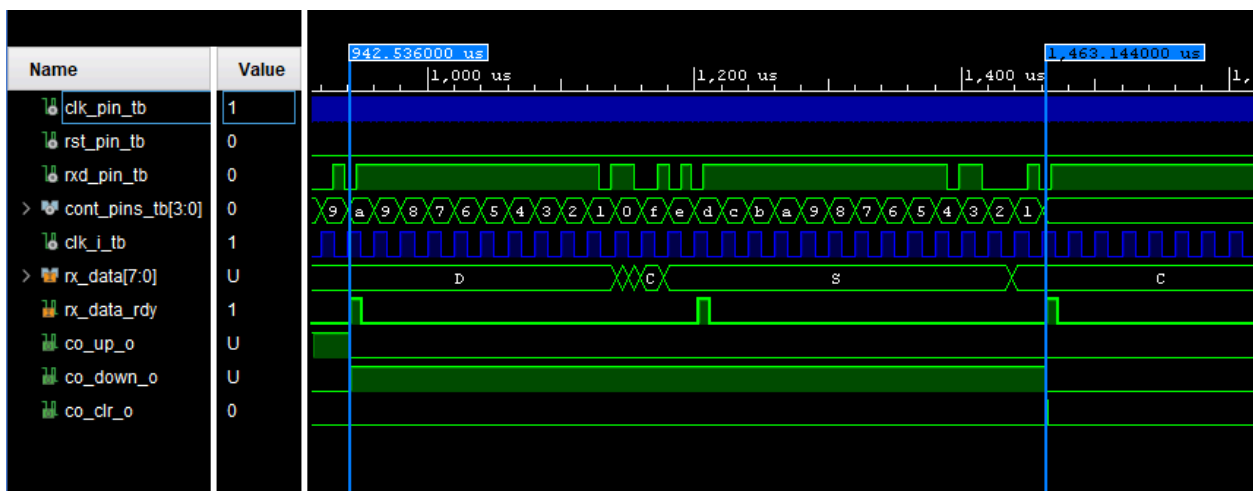 942.536000 us 1,463.144000 us
Name Value 1,000 us 1,200 us 1,400 us 1,
clk_pin_tb 1
rst_pin_tb 0
rxd_pin_tb 0
cont_pins_tb[3:0] 0 9 a 9 8 7 6 5 4 3 2 1 0 f e d c b a 9 8 7 6 5 4 3 2 1
clk_i_tb 1
rx_data[7:0] U D C S C
rx_data_rdy 1
co_up_o U
co_down_o U
co_clr_o 0